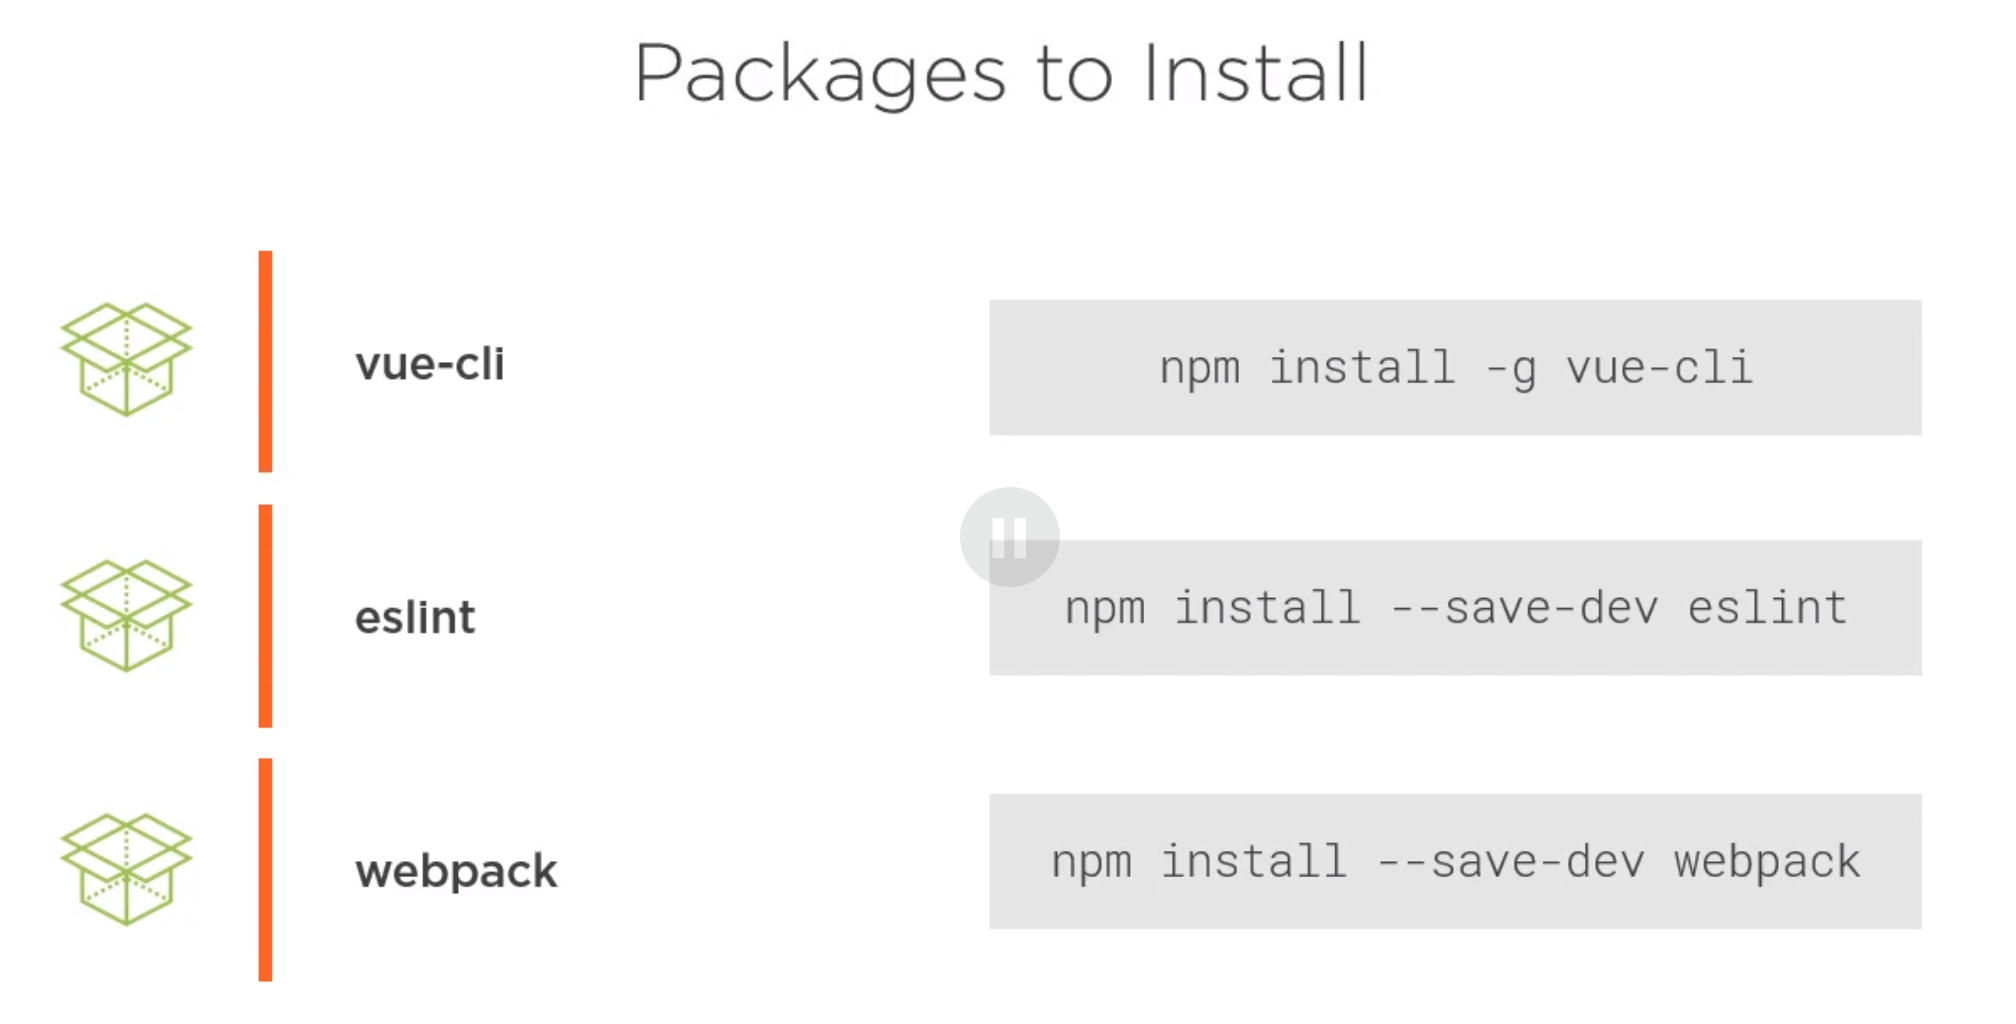 Packages to Install
vue-cli
npm install -g vue-cli
eslint
npm install --save-dev eslint
webpack
npm install --save-dev webpack